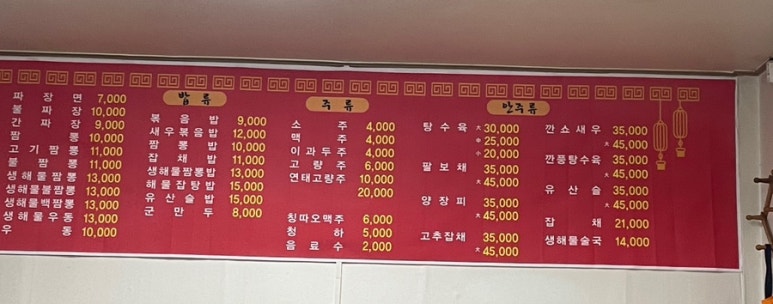 짜 장 면 7,000
불 짜 장 10,000
간 짜 장 9,000
짬 뽕 10,000
고 기 짬 뽕 11,000
불 짬 뽕 11,000
생해물짬뽕 13,000
생해물불짬뽕 13,000
생해물백짬뽕 13,000
생해물우동 13,000
우 동 10,000
밥 류
볶 음 밥 9,000
새우볶음밥 12,000
짬 뽕 밥 10,000
잡 채 밥 11,000
생해물짬뽕밥 13,000
해물잡탕밥 15,000
유 산 슬 밥 15,000
군 만 두 8,000
주 류
소 주 4,000
맥 주 4,000
이과두주 4,000
고 량 주 6,000
연태고량주 10,000
20,000
칭따오맥주 6,000
청 하 5,000
음 료 수 2,000
안주류
탕 수 육 大 30,000
中 25,000
小 20,000
팔 보 채 35,000
大 45,000
양 장 피 35,000
大 45,000
고추잡채 35,000
大 45,000
깐쇼새우 35,000
大 45,000
깐풍탕수육 35,000
大 45,000
유 산 슬 35,000
大 45,000
잡 채 21,000
생해물술국 14,000